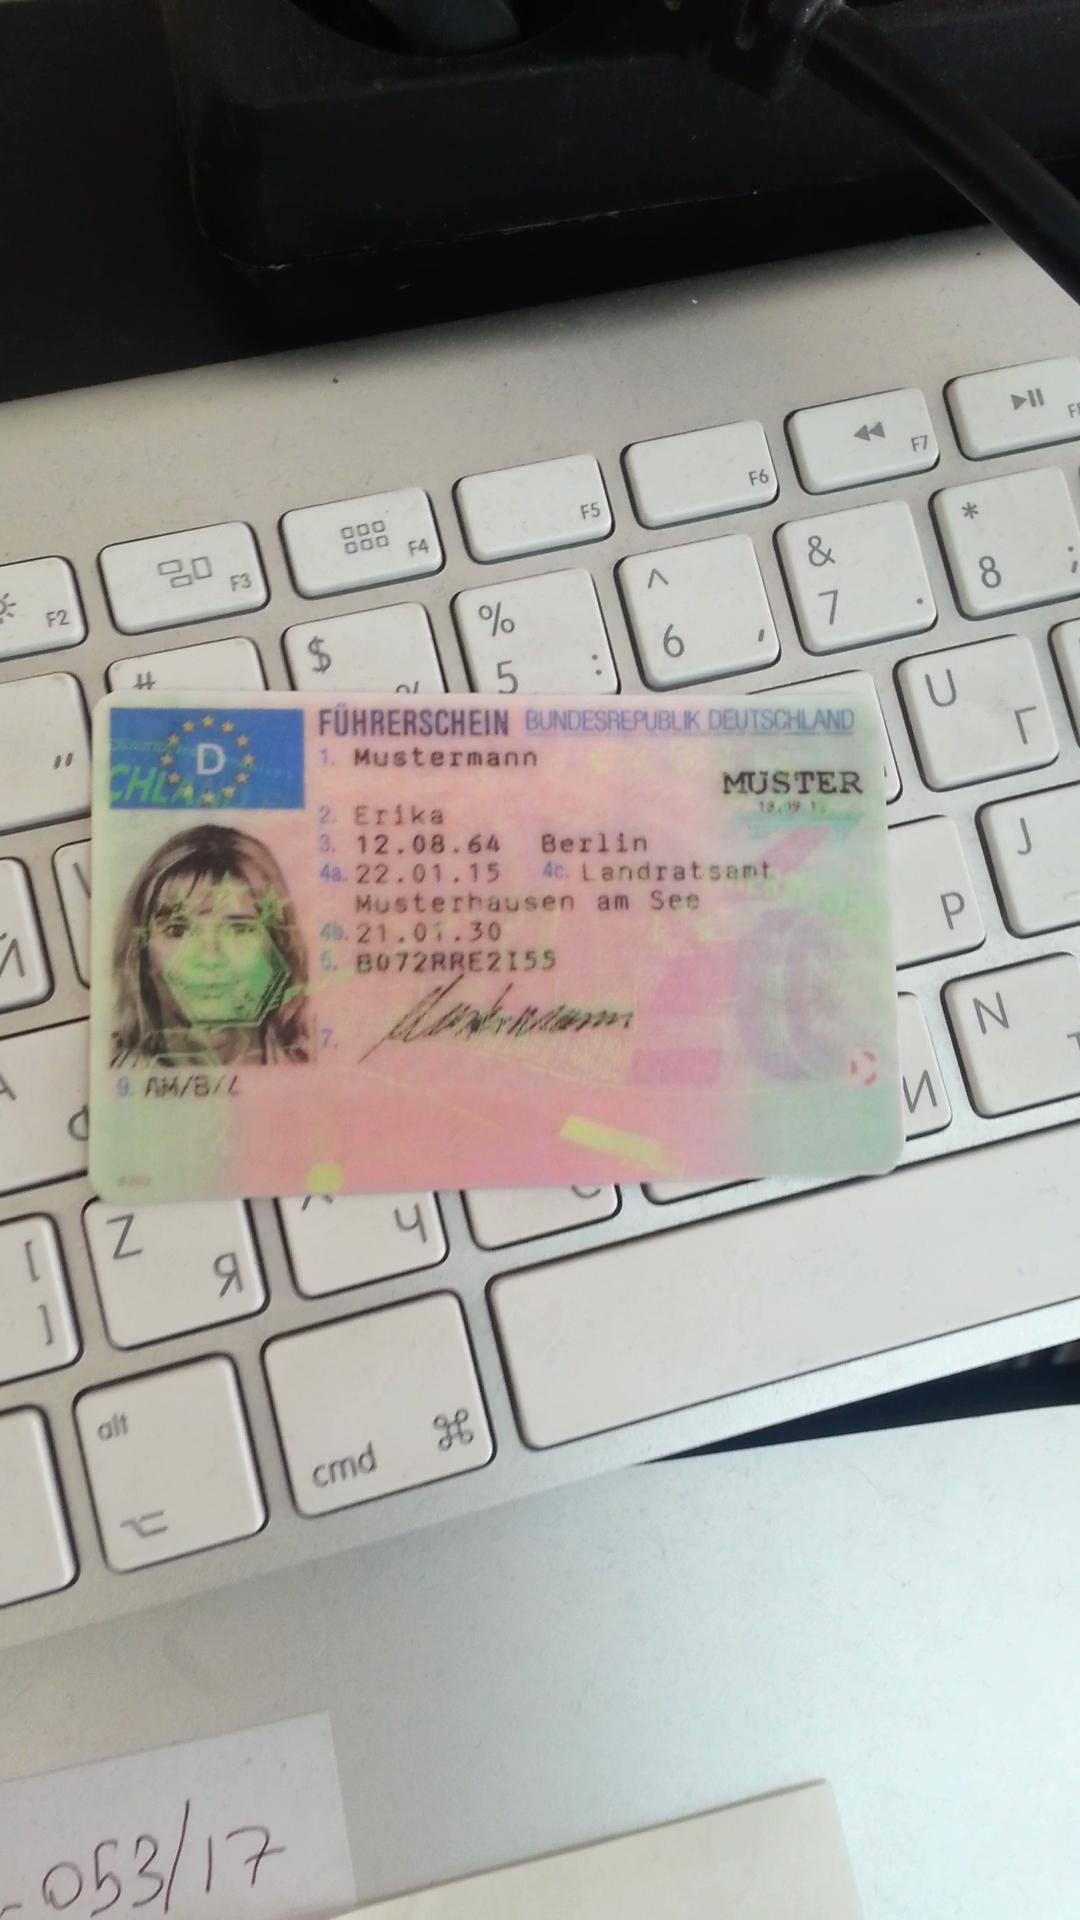 F2
F3
F4
F5
F6
F7
#
$
%
5 :
^
6 ,
&
7 .
*
8 ;
U
Г
"
D
FÜHRERSCHEIN BUNDESREPUBLIK DEUTSCHLAND
1. Mustermann
MUSTER
2. Erika
3. 12.08.64 Berlin
4a. 22.01.15 4c. Landratsamt
Musterhausen am See
4b. 21.01.30
5. B072RRE2I55
7. Mustermann
9. AM/B/L
J
Р
Й
N
И
Z
Я
Ч
[
]
alt
⌥
cmd ⌘
053/17